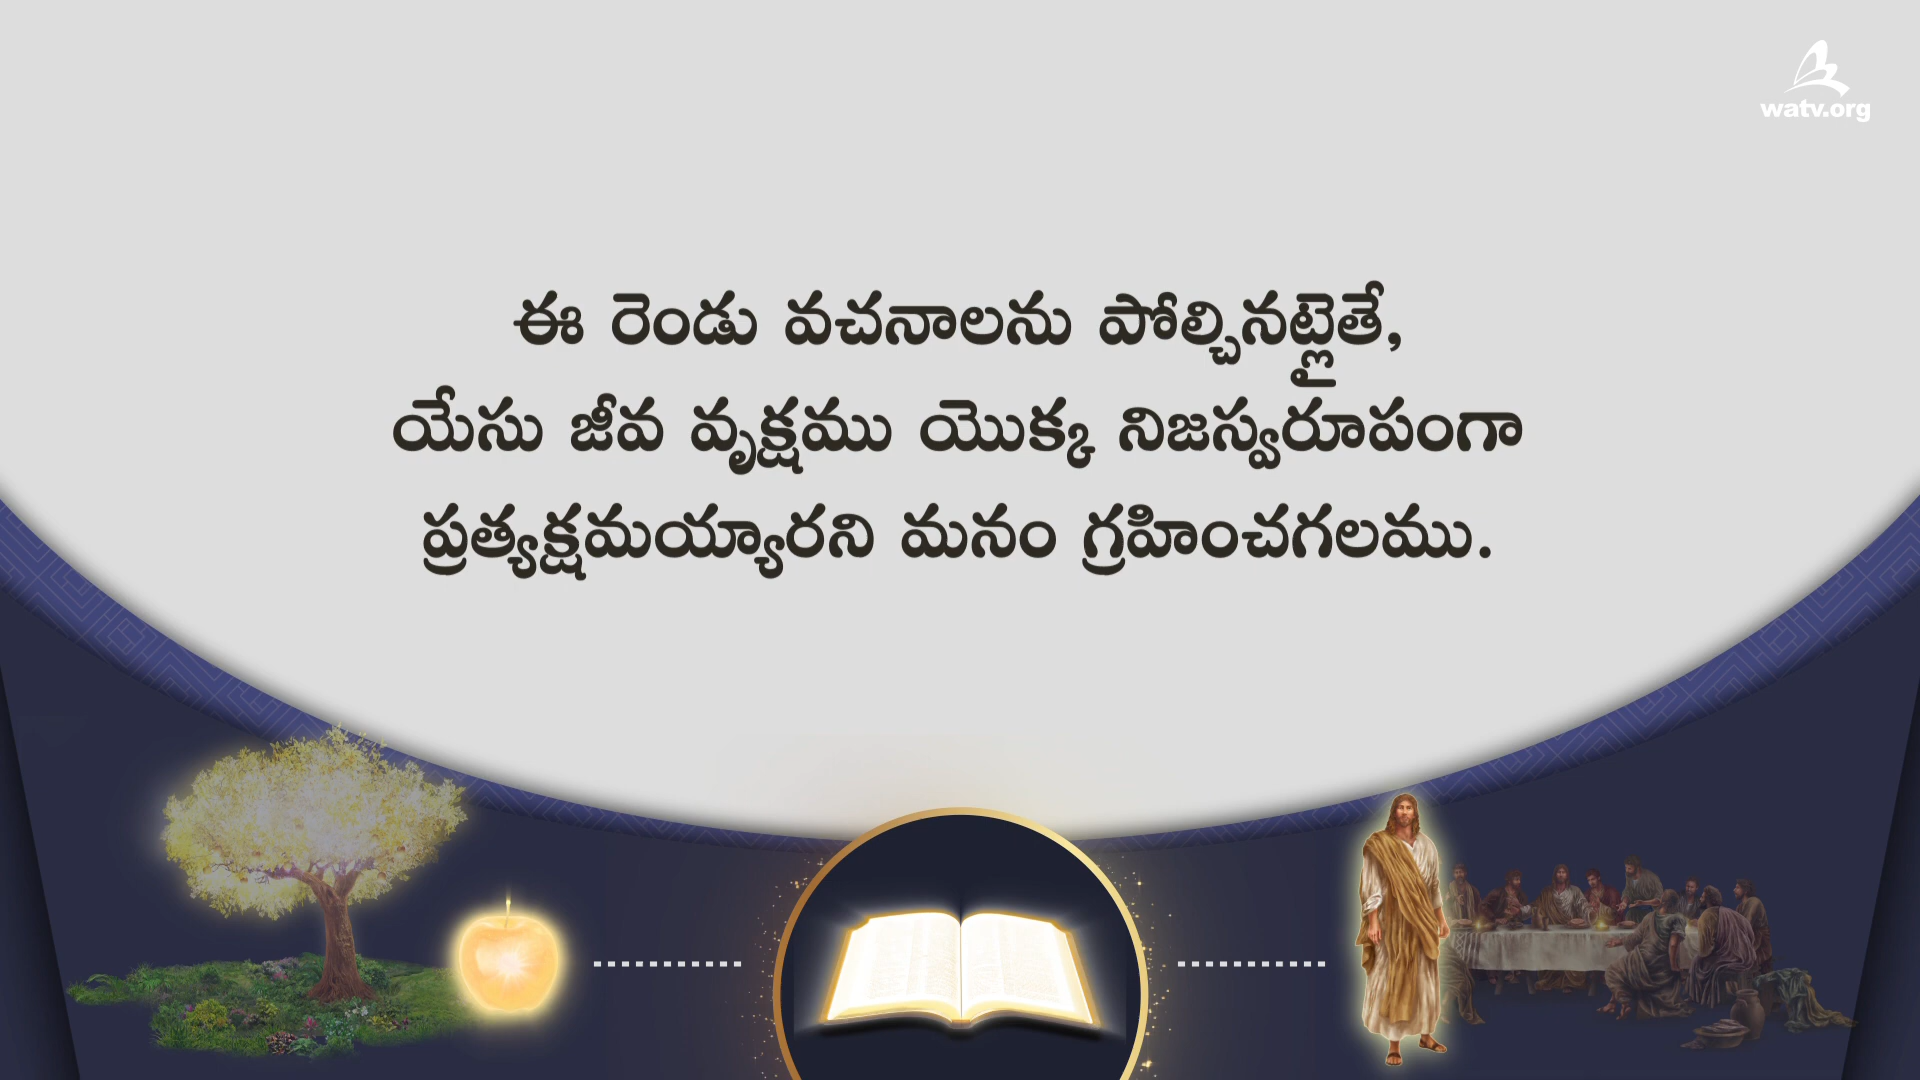 watv.org
ఈ రెండు వచనాలను పోల్చినట్లైతే,
యేసు జీవ వృక్షము యొక్క నిజస్వరూపంగా
ప్రత్యక్షమయ్యారని మనం గ్రహించగలము.